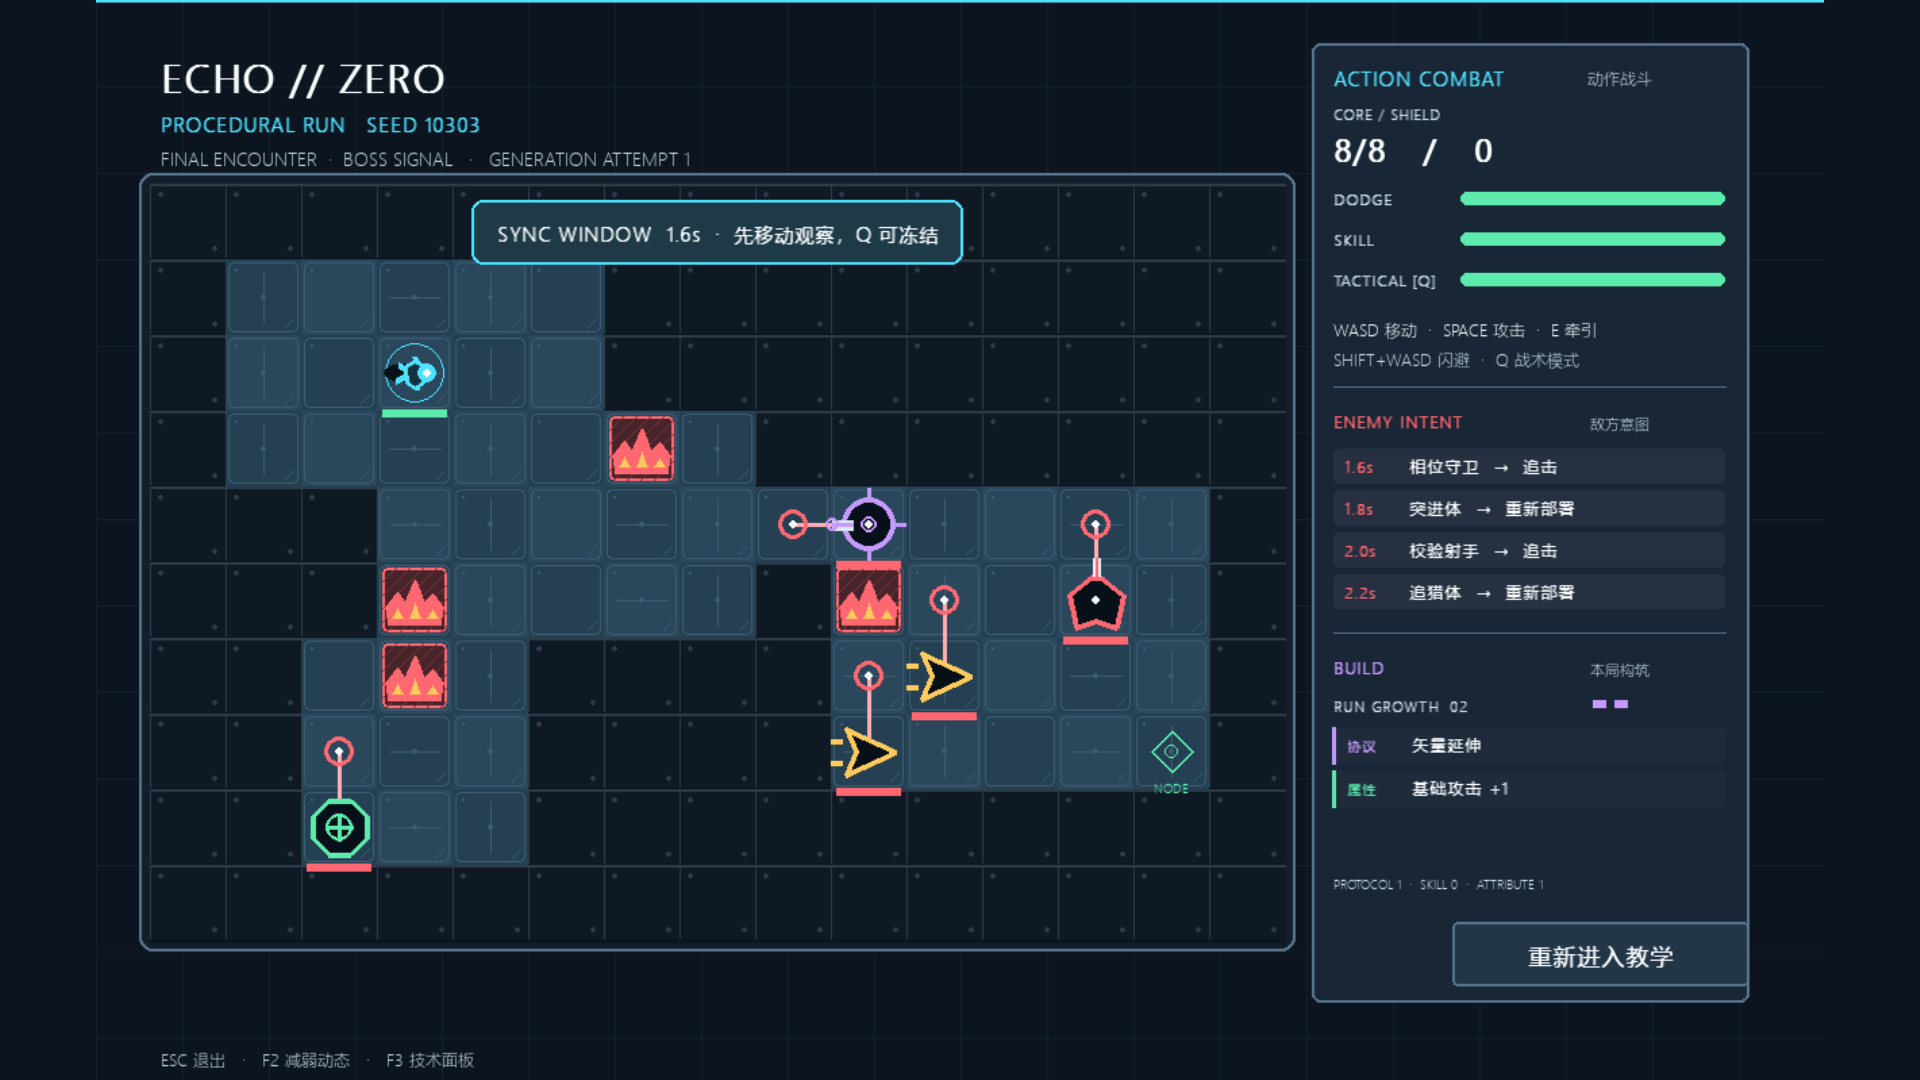 ECHO // ZERO
PROCEDURAL RUN SEED 10303
FINAL ENCOUNTER · BOSS SIGNAL · GENERATION ATTEMPT 1
SYNC WINDOW 1.6s · 先移动观察，Q 可冻结
NODE
ACTION COMBAT 动作战斗
CORE / SHIELD
8/8 / 0
DODGE
SKILL
TACTICAL [Q]
WASD 移动 · SPACE 攻击 · E 牵引
SHIFT+WASD 闪避 · Q 战术模式
ENEMY INTENT 敌方意图
1.6s 相位守卫 → 追击
1.8s 突进体 → 重新部署
2.0s 校验射手 → 追击
2.2s 追猎体 → 重新部署
BUILD 本局构筑
RUN GROWTH 02
协议 矢量延伸
属性 基础攻击 +1
PROTOCOL 1 · SKILL 0 · ATTRIBUTE 1
重新进入教学
ESC 退出 · F2 减弱动态 · F3 技术面板